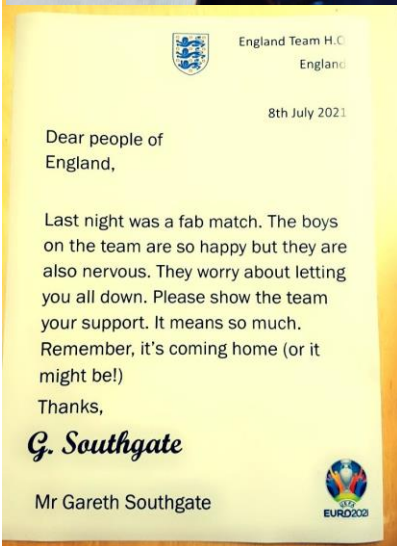 England Team H.Q
England
8th July 2021
Dear people of
England,
Last night was a fab match. The boys
on the team are so happy but they are
also nervous. They worry about letting
you all down. Please show the team
your support. It means so much.
Remember, it's coming home (or it
might be!)
Thanks,
G. Southgate
Mr Gareth Southgate
UEFA
EURO2020